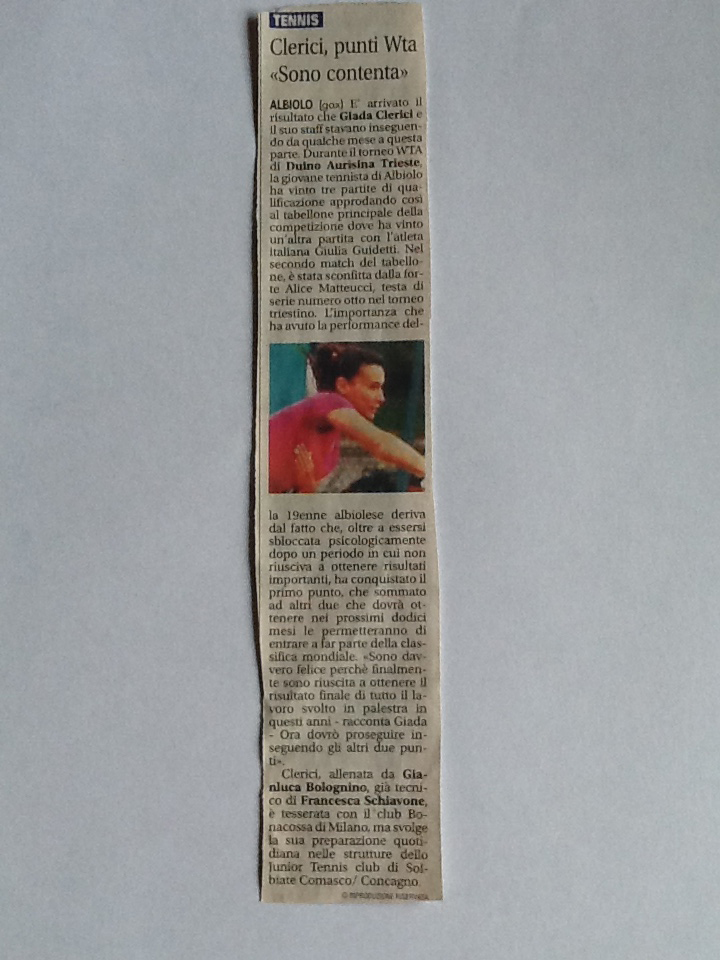 TENNIS
Clerici, punti Wta
«Sono contenta»
ALBIOLO (gox) E' arrivato il
risultato che Giada Clerici e
il suo staff stavano inseguen-
do da qualche mese a questa
parte. Durante il torneo WTA
di Duino Aurisina Trieste,
la giovane tennista di Albiolo
ha vinto tre partite di qua-
lificazione approdando così
al tabellone principale della
competizione dove ha vinto
un'altra partita con l'atleta
italiana Giulia Guidetti. Nel
secondo match del tabello-
ne, è stata sconfitta dalla for-
te Alice Matteucci, testa di
serie numero otto nel torneo
triestino. L'importanza che
ha avuto la performance del-
la 19enne albiolese deriva
dal fatto che, oltre a essersi
sbloccata psicologicamente
dopo un periodo in cui non
riusciva a ottenere risultati
importanti, ha conquistato il
primo punto, che sommato
ad altri due che dovrà ot-
tenere nei prossimi dodici
mesi le permetteranno di
entrare a far parte della clas-
sifica mondiale. «Sono dav-
vero felice perchè finalmen-
te sono riuscita a ottenere il
risultato finale di tutto il la-
voro svolto in palestra in
questi anni - racconta Giada
- Ora dovrò proseguire in-
seguendo gli altri due pun-
ti».
Clerici, allenata da Gia-
nluca Bolognino, già tecni-
co di Francesca Schiavone,
è tesserata con il club Bo-
nacossa di Milano, ma svolge
la sua preparazione quoti-
diana nelle strutture dello
Junior Tennis club di Sol-
biate Comasco/ Concagno.
© RIPRODUZIONE RISERVATA